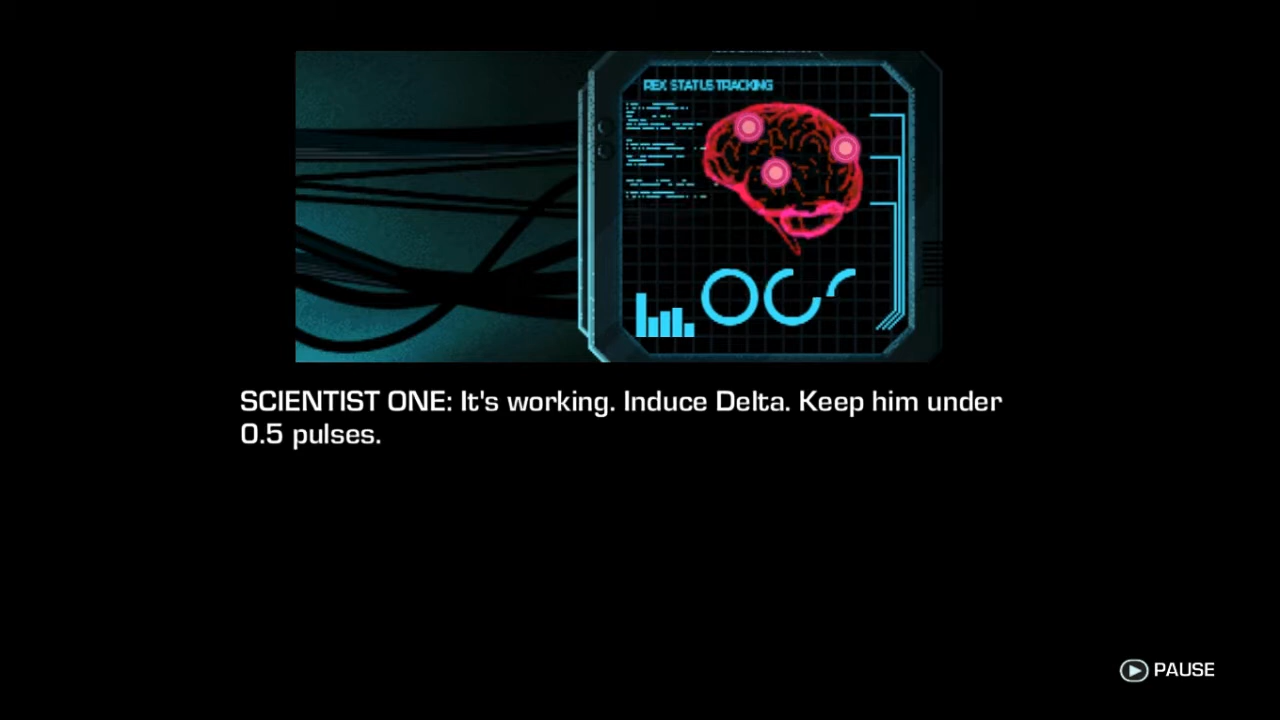 REX STATUS TRACKING
SCIENTIST ONE: It's working. Induce Delta. Keep him under
0.5 pulses.
PAUSE